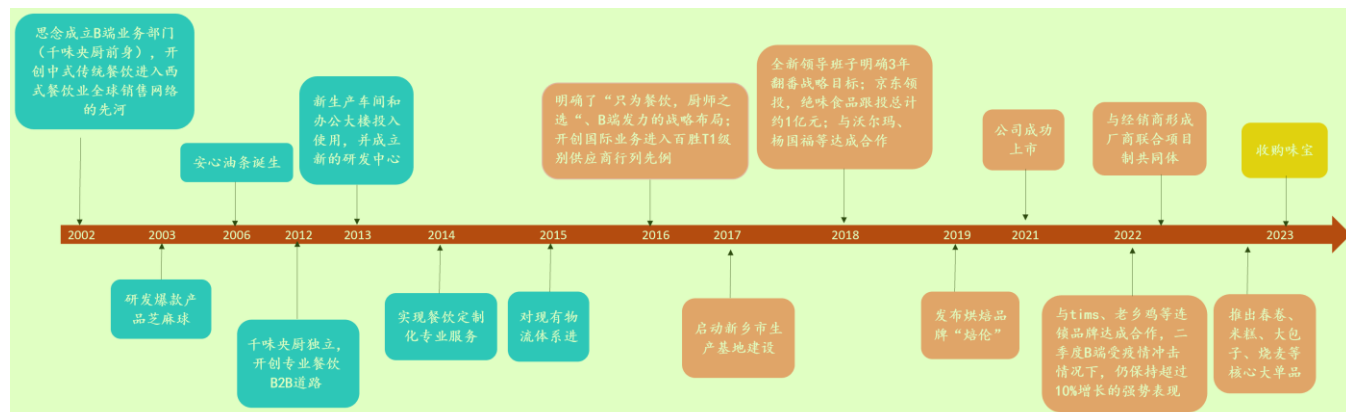 思念成立B端业务部门
（千味央厨前身），开
创中式传统餐饮进入西
式餐饮业全球销售网络
的先河
安心油条诞生
新生产车间和
办公大楼投入
使用，并成立
新的研发中心
明确了“只为餐饮，厨师之
选“、B端发力的战略布局；
开创国际业务进入百胜T1级
别供应商行列先例
全新领导班子明确3年
翻番战略目标；京东领
投，绝味食品跟投总计
约1亿元；与沃尔玛、
杨国福等达成合作
公司成功
上市
与经销商形成
厂商联合项目
制共同体
收购味宝
2002 2003 2006 2012 2013 2014 2015 2016 2017 2018 2019 2021 2022 2023
研发爆款产
品芝麻球
千味央厨独立，
开创专业餐饮
B2B道路
实现餐饮定制
化专业服务
对现有物
流体系进
启动新乡市生
产基地建设
发布烘焙品
牌“焙伦”
与tims、老乡鸡等连
锁品牌达成合作，二
季度B端受疫情冲击
情况下，仍保持超过
10%增长的强势表现
推出春卷、
米糕、大包
子、烧麦等
核心大单品